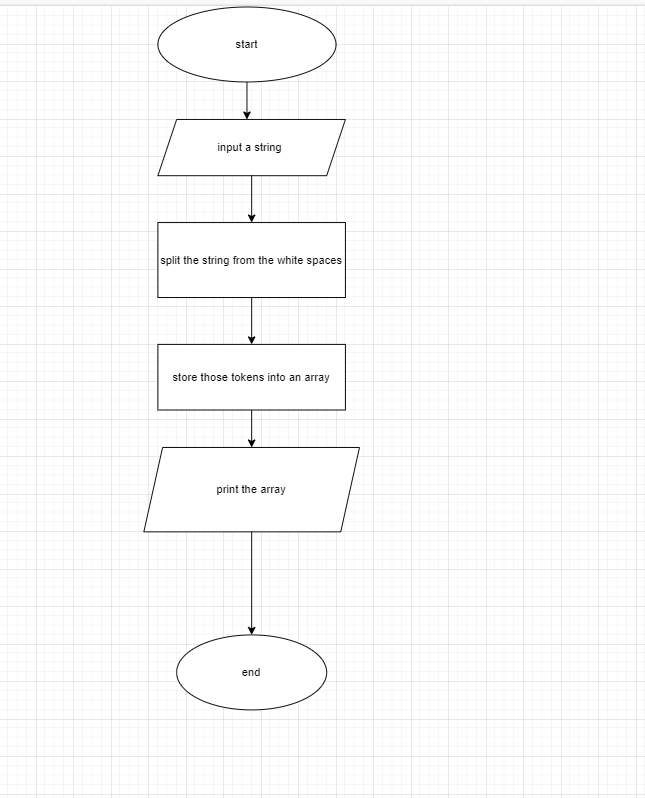 start
input a string
split the string from the white spaces
store those tokens into an array
print the array
end